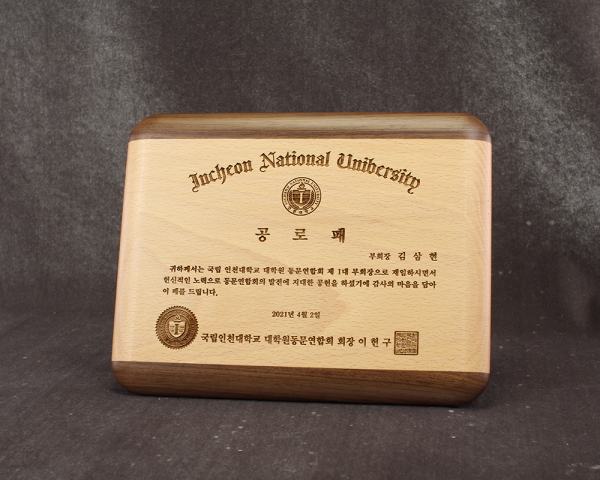 Incheon National University
공 로 패
부회장 김 삼 현
귀하께서는 국립 인천대학교 대학원 동문연합회 제 1대 부회장으로 재임하시면서
헌신적인 노력으로 동문연합회의 발전에 지대한 공헌을 하셨기에 감사의 마음을 담아
이 패를 드립니다.
2021년 4월 2일
국립인천대학교 대학원동문연합회 회장 이 현 구